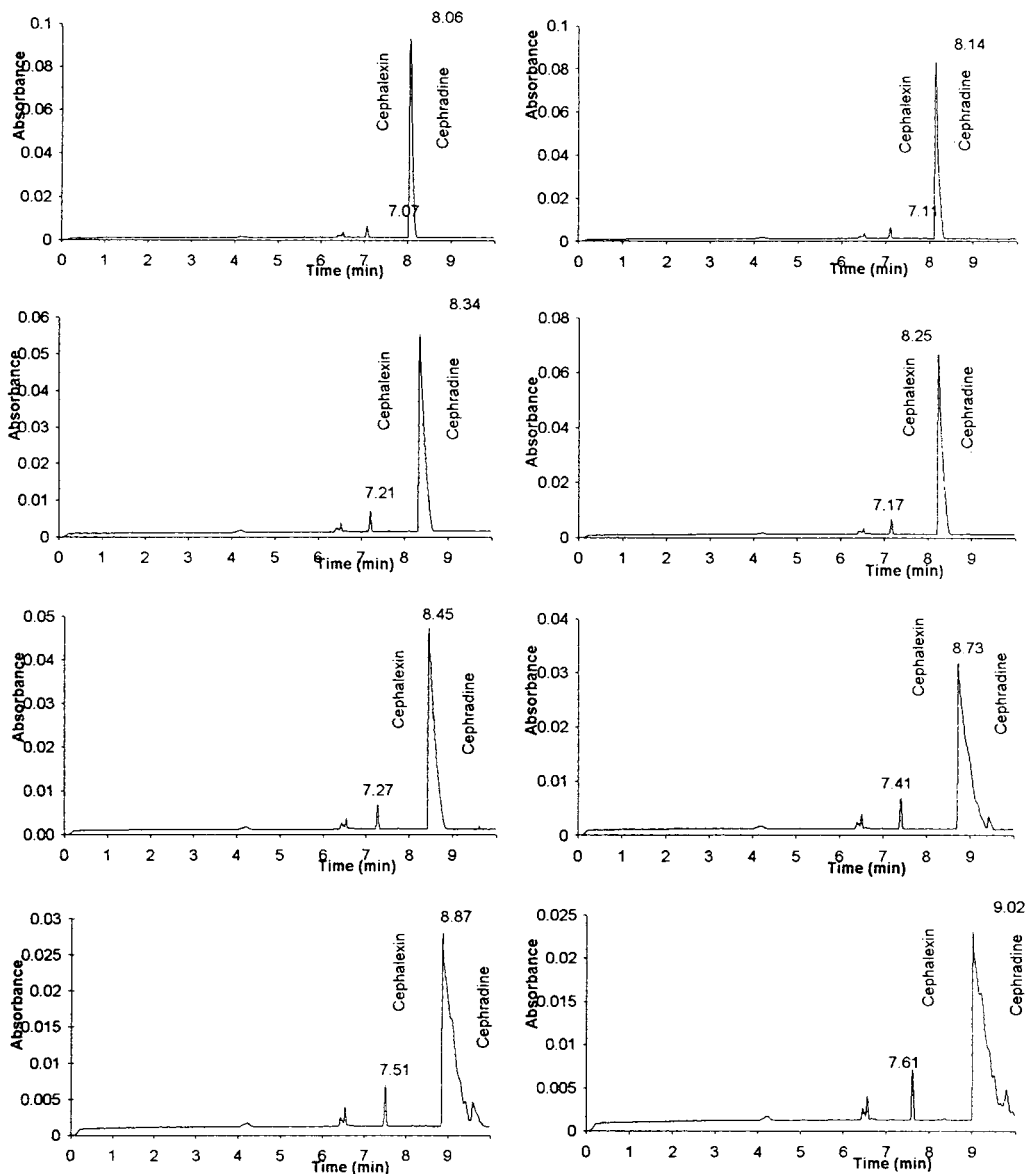 8.06
0.1
0.08
0.06
0.04
0.02
0
Absorbance
Cephalexin
Cephradine
7.07
0 1 2 3 4 5 6 7 8 9
Time (min)
8.14
0.1
0.08
0.06
0.04
0.02
0
Absorbance
Cephalexin
Cephradine
7.11
0 1 2 3 4 5 6 7 8 9
Time (min)
8.34
0.06
0.05
0.04
0.03
0.02
0.01
0
Absorbance
Cephalexin
Cephradine
7.21
0 1 2 3 4 5 6 7 8 9
Time (min)
8.25
0.08
0.06
0.04
0.02
0
Absorbance
Cephalexin
Cephradine
7.17
0 1 2 3 4 5 6 7 8 9
Time (min)
8.45
0.05
0.04
0.03
0.02
0.01
0.00
Absorbance
Cephalexin
Cephradine
7.27
0 1 2 3 4 5 6 7 8 9
Time (min)
8.73
0.04
0.03
0.02
0.01
0
Absorbance
Cephalexin
Cephradine
7.41
0 1 2 3 4 5 6 7 8 9
Time (min)
8.87
0.03
0.025
0.02
0.015
0.01
0.005
0
Absorbance
Cephalexin
Cephradine
7.51
0 1 2 3 4 5 6 7 8 9
Time (min)
9.02
0.025
0.02
0.015
0.01
0.005
0
Absorbance
Cephalexin
Cephradine
7.61
0 1 2 3 4 5 6 7 8 9
Time (min)